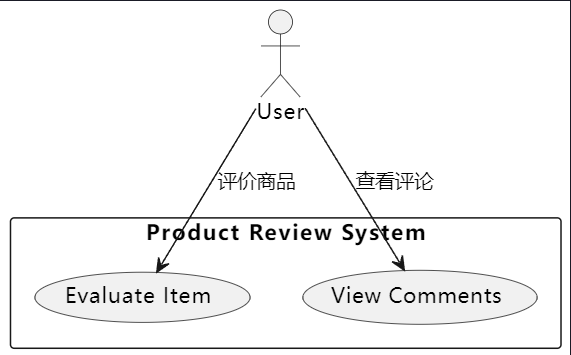 User
评价商品
查看评论
Product Review System
Evaluate Item
View Comments